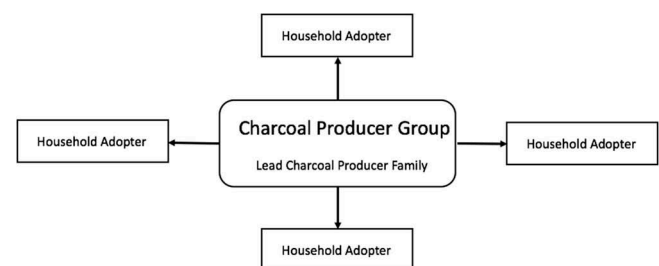 Household Adopter
Charcoal Producer Group
Household Adopter
Household Adopter
Lead Charcoal Producer Family
Household Adopter